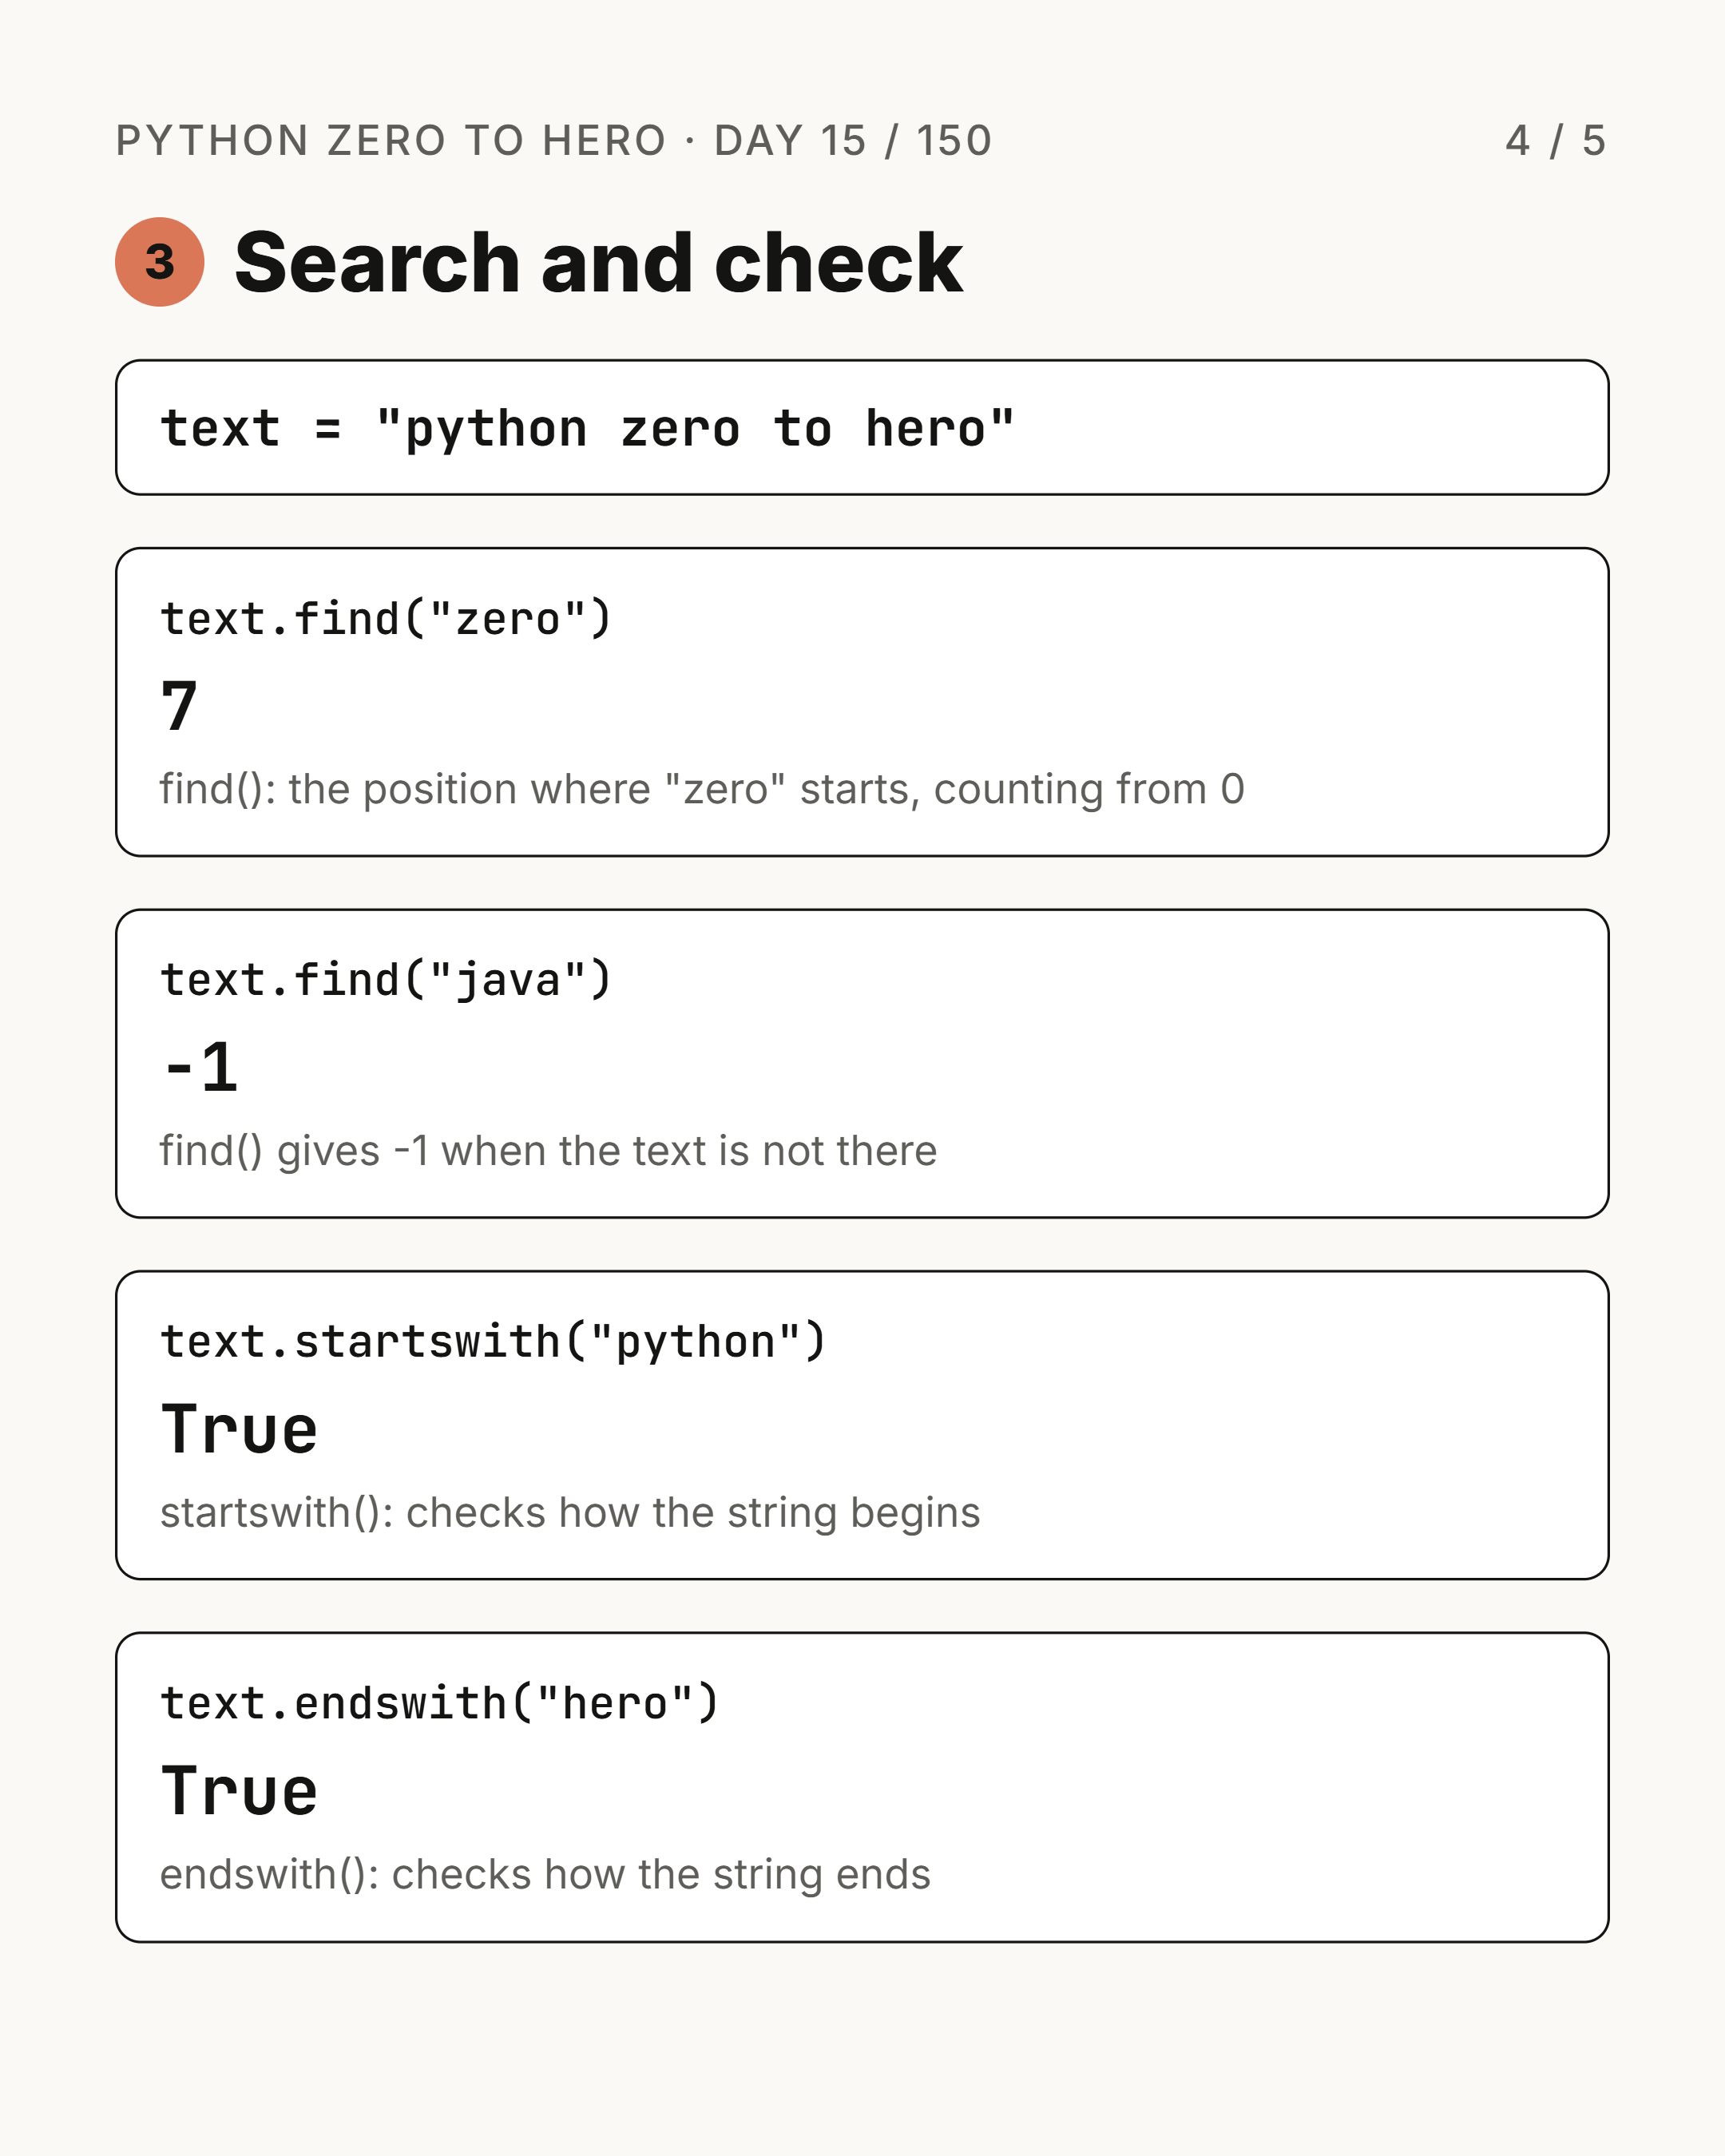 PYTHON ZERO TO HERO · DAY 15 / 150
4 / 5
3
Search and check
text = "python zero to hero"
text.find("zero")
7
find(): the position where "zero" starts, counting from 0
text.find("java")
-1
find() gives -1 when the text is not there
text.startswith("python")
True
startswith(): checks how the string begins
text.endswith("hero")
True
endswith(): checks how the string ends